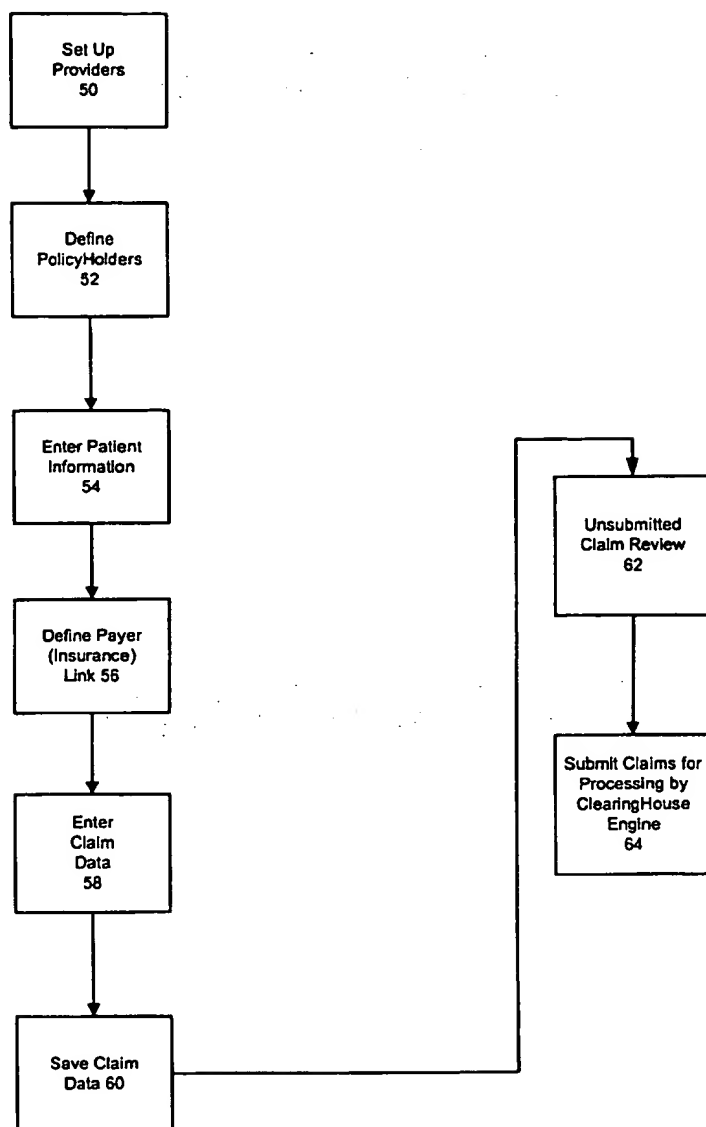 Set Up
Providers
50
Define
PolicyHolders
52
Enter Patient
Information
54
Define Payer
(Insurance)
Link 56
Enter
Claim
Data
58
Save Claim
Data 60
Unsubmitted
Claim Review
62
Submit Claims for
Processing by
ClearingHouse
Engine
64